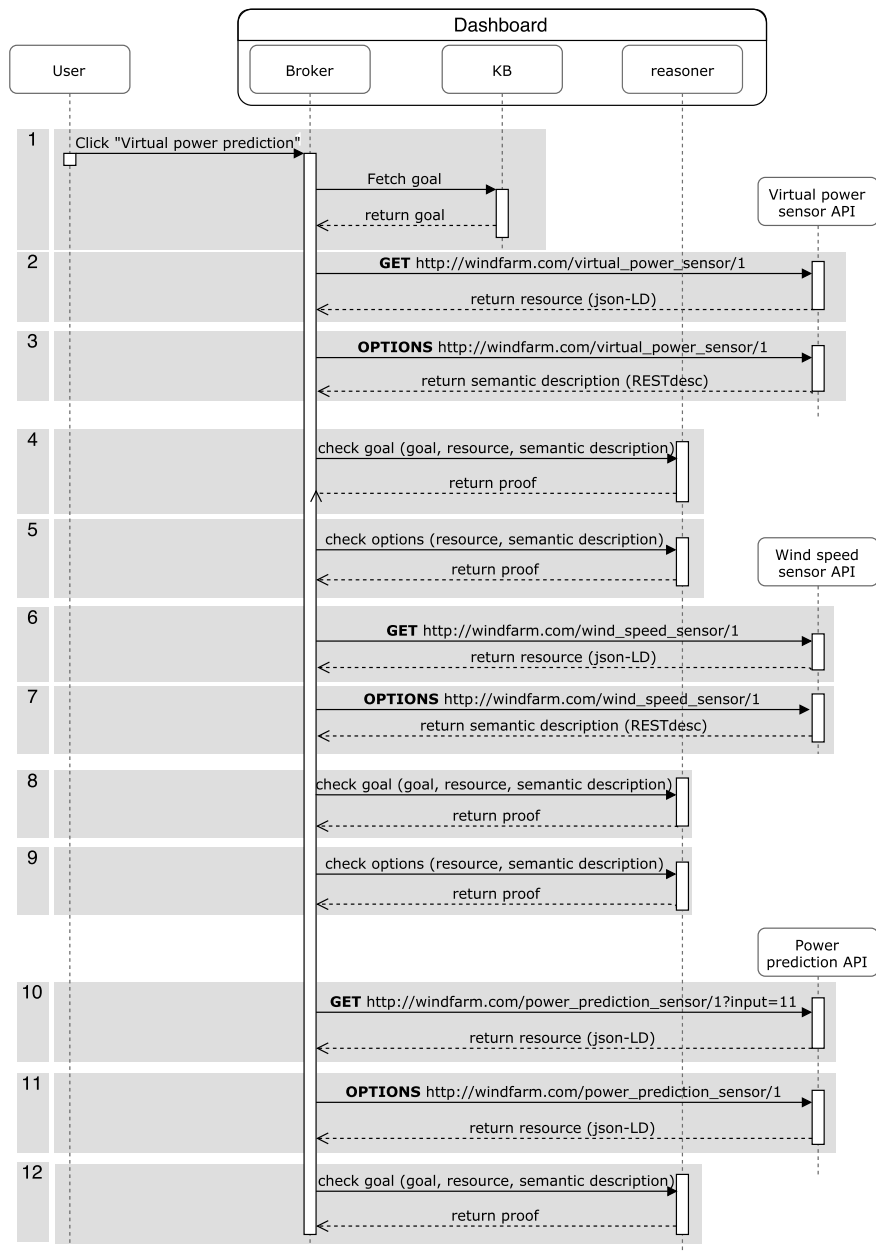 Dashboard
User
Broker
KB
reasoner
1
Click "Virtual power prediction"
Fetch goal
return goal
Virtual power
sensor API
2
GET http://windfarm.com/virtual_power_sensor/1
return resource (json-LD)
3
OPTIONS http://windfarm.com/virtual_power_sensor/1
return semantic description (RESTdesc)
4
check goal (goal, resource, semantic description)
return proof
5
check options (resource, semantic description)
return proof
Wind speed
sensor API
6
GET http://windfarm.com/wind_speed_sensor/1
return resource (json-LD)
7
OPTIONS http://windfarm.com/wind_speed_sensor/1
return semantic description (RESTdesc)
8
check goal (goal, resource, semantic description)
return proof
9
check options (resource, semantic description)
return proof
Power
prediction API
10
GET http://windfarm.com/power_prediction_sensor/1?input=11
return resource (json-LD)
11
OPTIONS http://windfarm.com/power_prediction_sensor/1
return resource (json-LD)
12
check goal (goal, resource, semantic description)
return proof